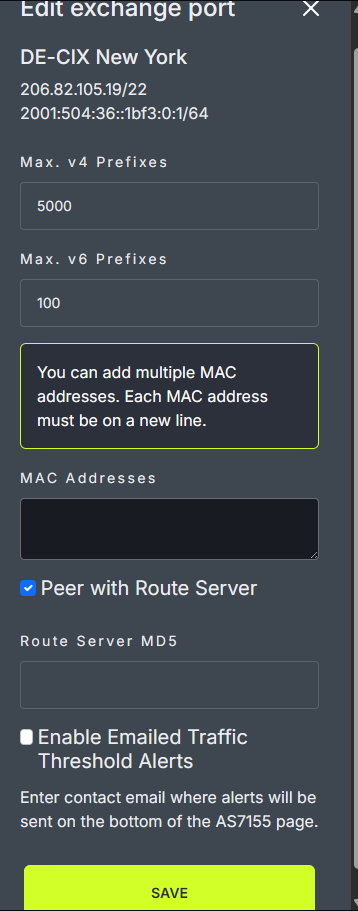 Edit exchange port
DE-CIX New York
206.82.105.19/22
2001:504:36::1bf3:0:1/64
Max. v4 Prefixes
5000
Max. v6 Prefixes
100
You can add multiple MAC
addresses. Each MAC address
must be on a new line.
MAC Addresses
Peer with Route Server
Route Server MD5
Enable Emailed Traffic
Threshold Alerts
Enter contact email where alerts will be
sent on the bottom of the AS7155 page.
SAVE